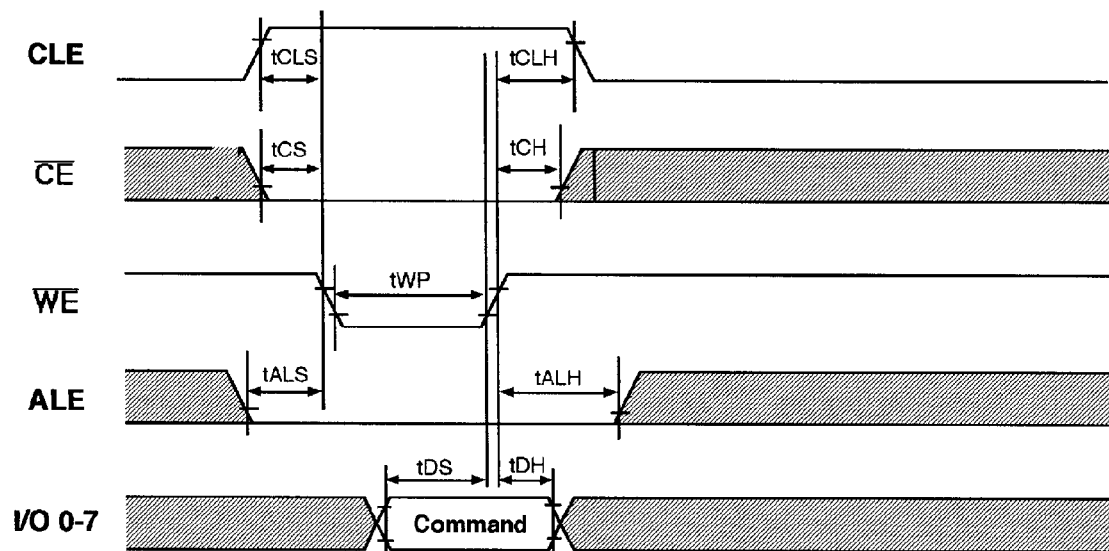 CLE
tCLS
tCLH
CE
tCS
tCH
WE
tWP
ALE
tALS
tALH
I/O 0-7
tDS
tDH
Command